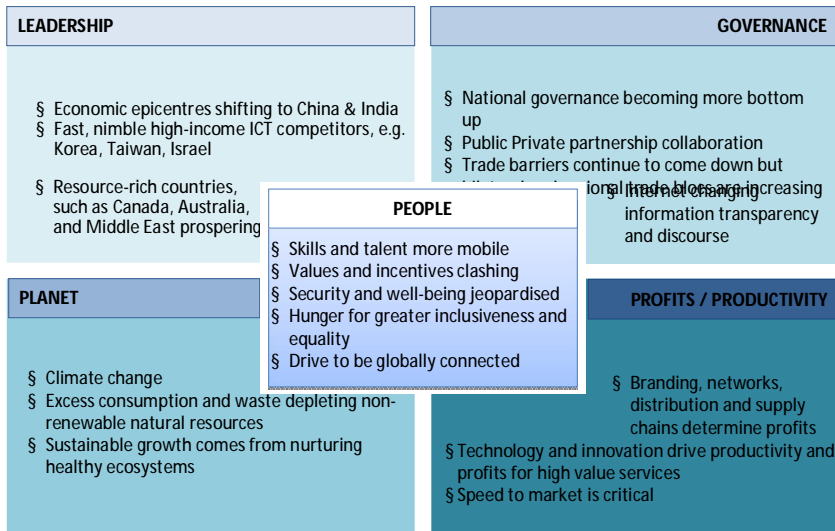 LEADERSHIP
§ Economic epicentres shifting to China & India
§ Fast, nimble high-income ICT competitors, e.g.
Korea, Taiwan, Israel
§ Resource-rich countries,
such as Canada, Australia,
and Middle East prospering
GOVERNANCE
§ National governance becoming more bottom
up
§ Public Private partnership collaboration
§ Trade barriers continue to come down but
trade blocs are increasing
§ Internet changing
information transparency
and discourse
PEOPLE
§ Skills and talent more mobile
§ Values and incentives clashing
§ Security and well-being jeopardised
§ Hunger for greater inclusiveness and
equality
§ Drive to be globally connected
PLANET
§ Climate change
§ Excess consumption and waste depleting non-
renewable natural resources
§ Sustainable growth comes from nurturing
healthy ecosystems
PROFITS / PRODUCTIVITY
§ Branding, networks,
distribution and supply
chains determine profits
§ Technology and innovation drive productivity and
profits for high value services
§ Speed to market is critical